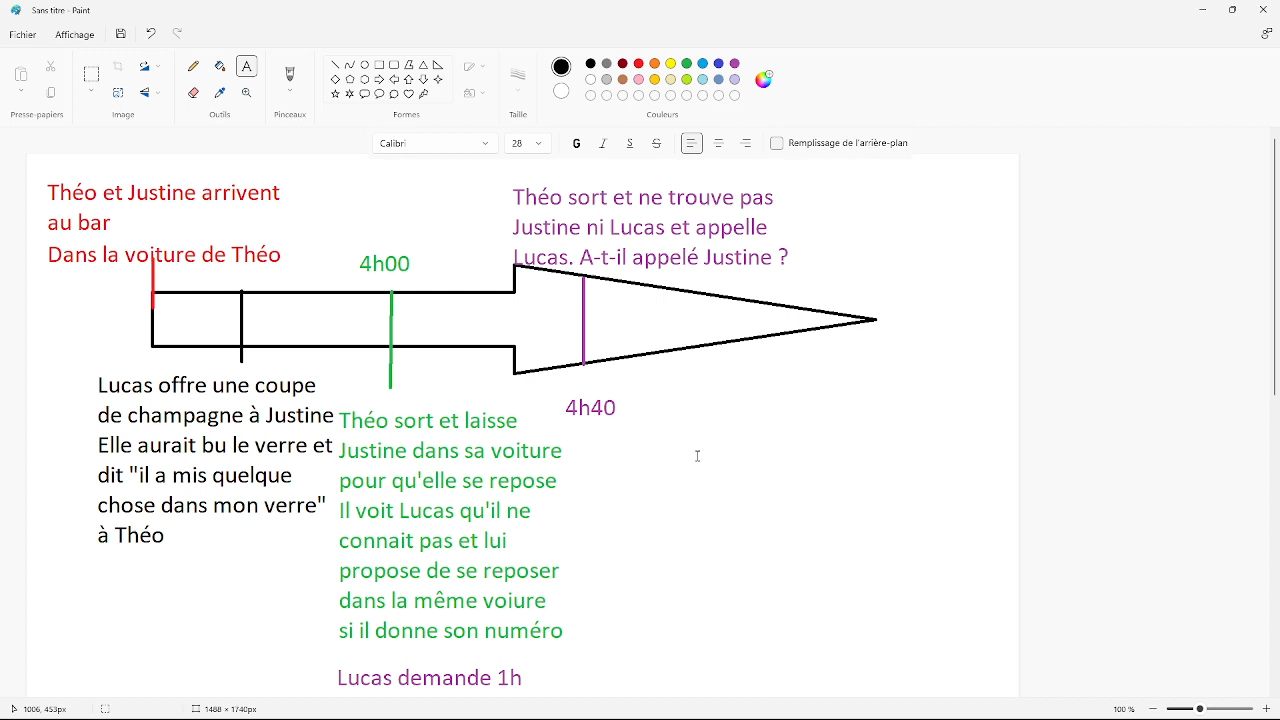 Sans titre - Paint
Fichier
Affichage
A
Presse-papiers
Image
Outils
Pinceaux
Formes
Taille
Couleurs
Calibri
28
G
I
S
S
Remplissage de l'arrière-plan
Théo et Justine arrivent
au bar
Dans la voiture de Théo
4h00
Théo sort et ne trouve pas
Justine ni Lucas et appelle
Lucas. A-t-il appelé Justine ?
Lucas offre une coupe
de champagne à Justine
Elle aurait bu le verre et
dit "il a mis quelque
chose dans mon verre"
à Théo
4h40
Théo sort et laisse
Justine dans sa voiture
pour qu'elle se repose
Il voit Lucas qu'il ne
connait pas et lui
propose de se reposer
dans la même voiure
si il donne son numéro
Lucas demande 1h
1006, 453px
1488 × 1740px
100 %